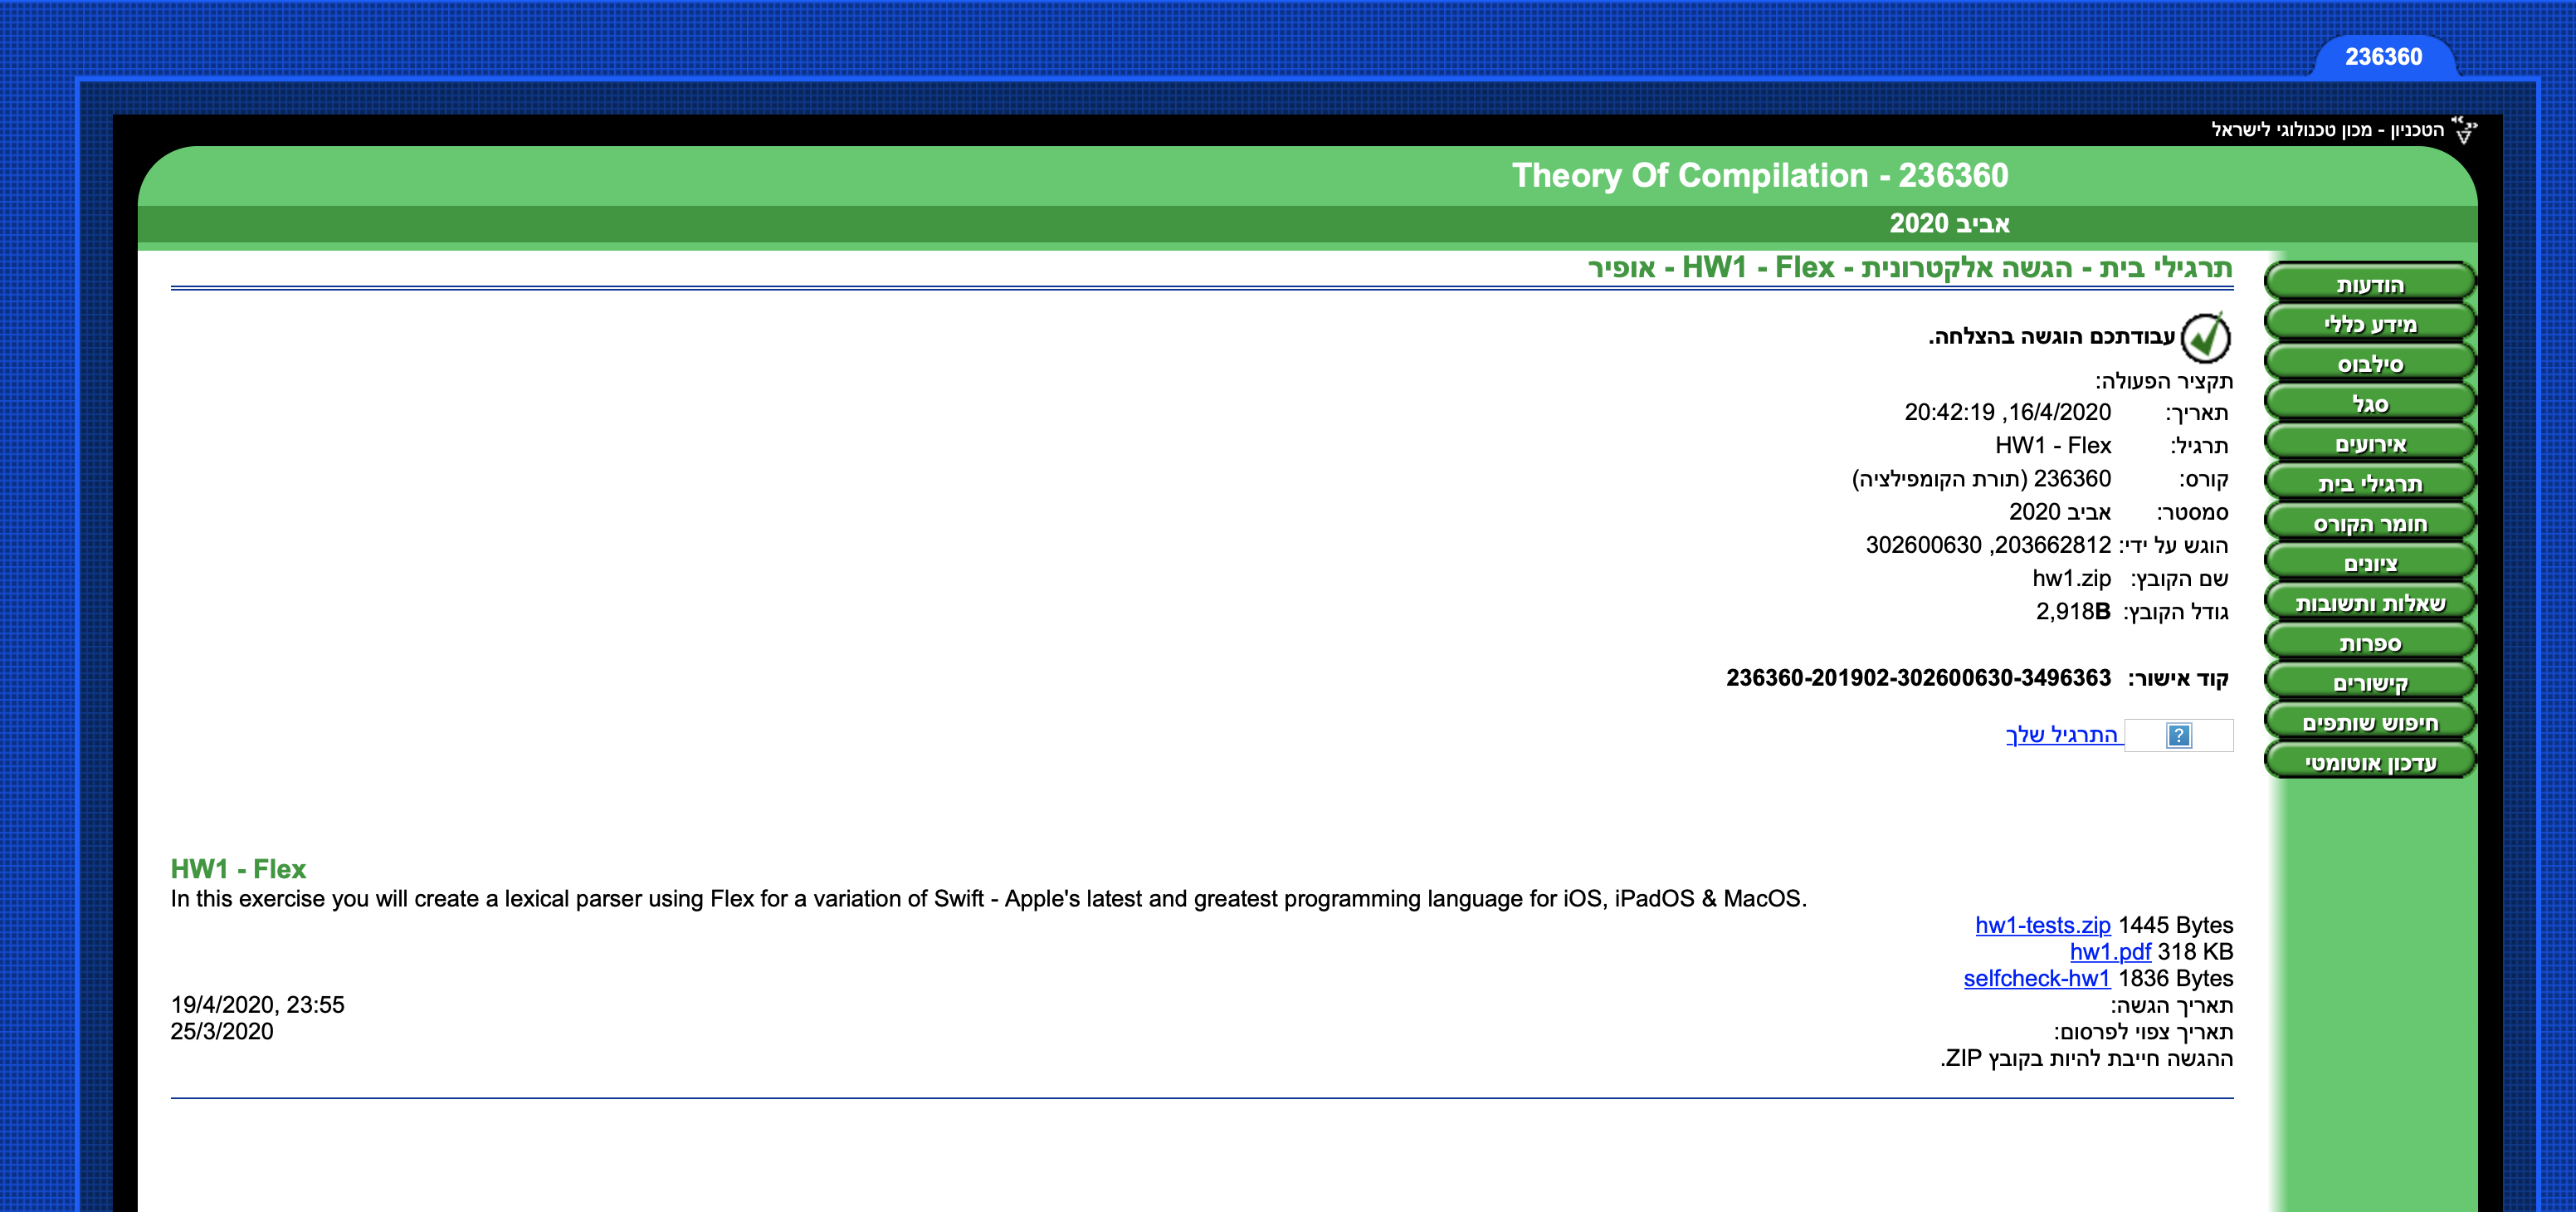 236360
הטכניון - מכון טכנולוגי לישראל
Theory Of Compilation - 236360
אביב 2020
תרגילי בית - הגשה אלקטרונית - HW1 - Flex - אופיר
הודעות
מידע כללי
סילבוס
סגל
אירועים
תרגילי בית
חומר הקורס
ציונים
שאלות ותשובות
ספרות
קישורים
חיפוש שותפים
עדכון אוטומטי
עבודתכם הוגשה בהצלחה.
תקציר הפעולה:
תאריך: 16/4/2020, 20:42:19
תרגיל: HW1 - Flex
קורס: 236360 (תורת הקומפילציה)
סמסטר: אביב 2020
הוגש על ידי: 203662812, 302600630
שם הקובץ: hw1.zip
גודל הקובץ: 2,918B
קוד אישור: 236360-201902-302600630-3496363
התרגיל שלך
HW1 - Flex
In this exercise you will create a lexical parser using Flex for a variation of Swift - Apple's latest and greatest programming language for iOS, iPadOS & MacOS.
hw1-tests.zip 1445 Bytes
hw1.pdf 318 KB
selfcheck-hw1 1836 Bytes
תאריך הגשה: 19/4/2020, 23:55
תאריך צפוי לפרסום: 25/3/2020
ההגשה חייבת להיות בקובץ ZIP.